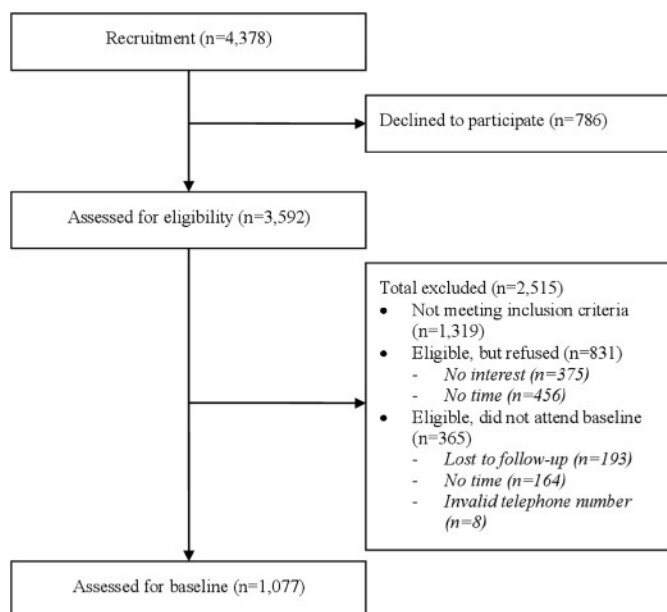 Recruitment (n=4,378)
Declined to participate (n=786)
Assessed for eligibility (n=3,592)
Total excluded (n=2,515)
• Not meeting inclusion criteria
(n=1,319)
• Eligible, but refused (n=831)
- No interest (n=375)
- No time (n=456)
• Eligible, did not attend baseline
(n=365)
- Lost to follow-up (n=193)
- No time (n=164)
- Invalid telephone number
(n=8)
Assessed for baseline (n=1,077)